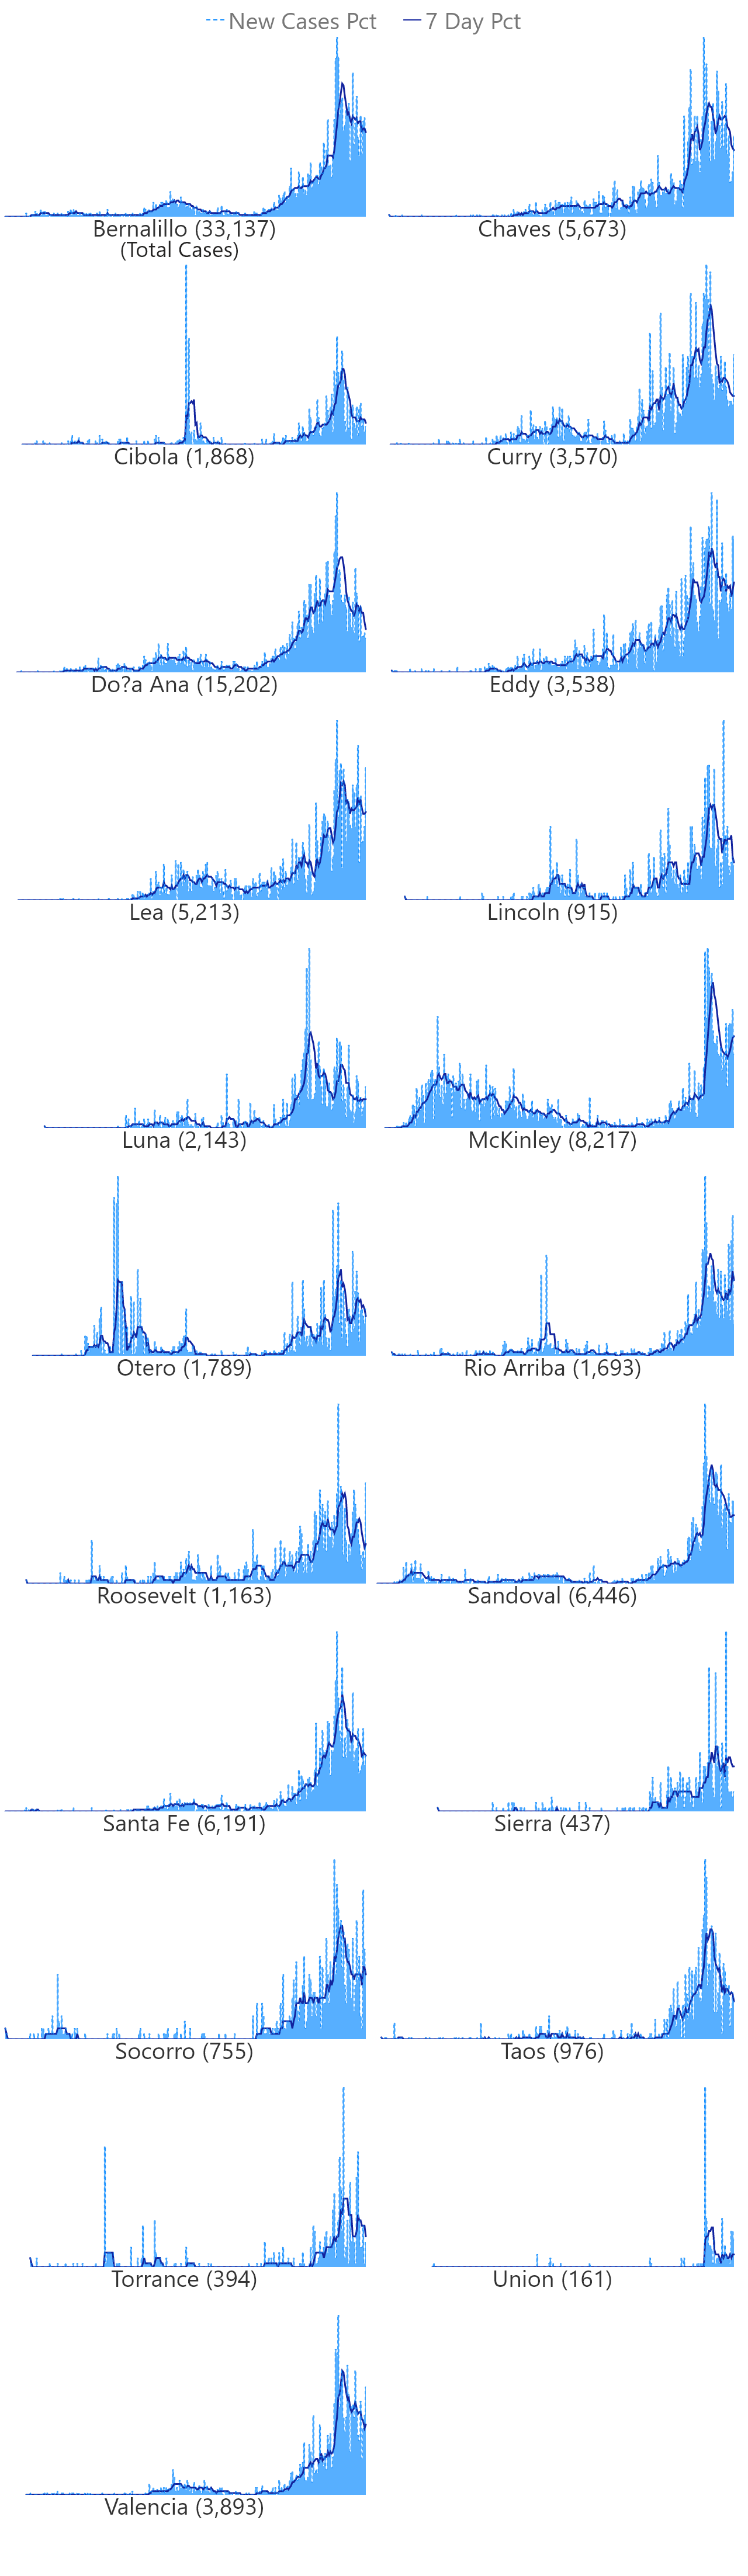 New Cases Pct 7 Day Pct
Bernalillo (33,137)
(Total Cases)
Chaves (5,673)
Cibola (1,868)
Curry (3,570)
Do?a Ana (15,202)
Eddy (3,538)
Lea (5,213)
Lincoln (915)
Luna (2,143)
McKinley (8,217)
Otero (1,789)
Rio Arriba (1,693)
Roosevelt (1,163)
Sandoval (6,446)
Santa Fe (6,191)
Sierra (437)
Socorro (755)
Taos (976)
Torrance (394)
Union (161)
Valencia (3,893)